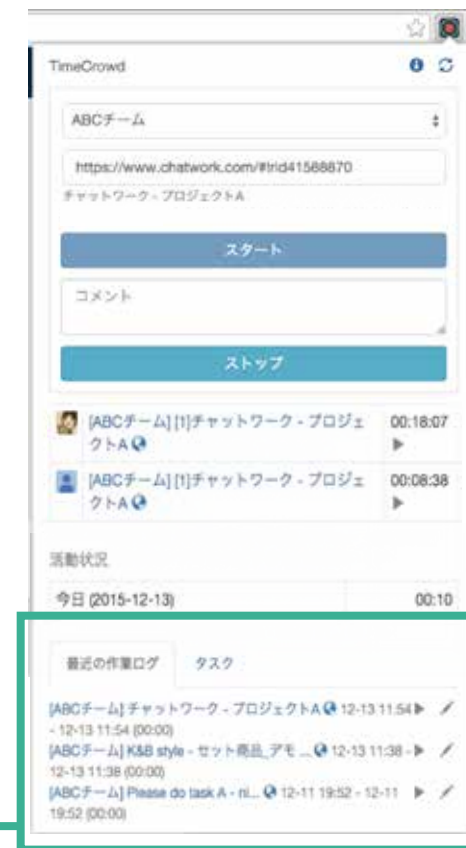 TimeCrowd
ABCチーム
https://www.chatwork.com/#!rid41588870
チャットワーク - プロジェクトA
スタート
コメント
ストップ
[ABCチーム] [1]チャットワーク - プロジェ
クトA
00:18:07
[ABCチーム] [1]チャットワーク - プロジェ
クトA
00:08:38
活動状況
今日 (2015-12-13) 00:10
最近の作業ログ タスク
[ABCチーム] チャットワーク - プロジェクトA 12-13 11:54
- 12-13 11:54 (00:00)
[ABCチーム] K&B style - セット商品_デモ ... 12-13 11:38 -
12-13 11:38 (00:00)
[ABCチーム] Please do task A - ni... 12-11 19:52 - 12-11
19:52 (00:00)